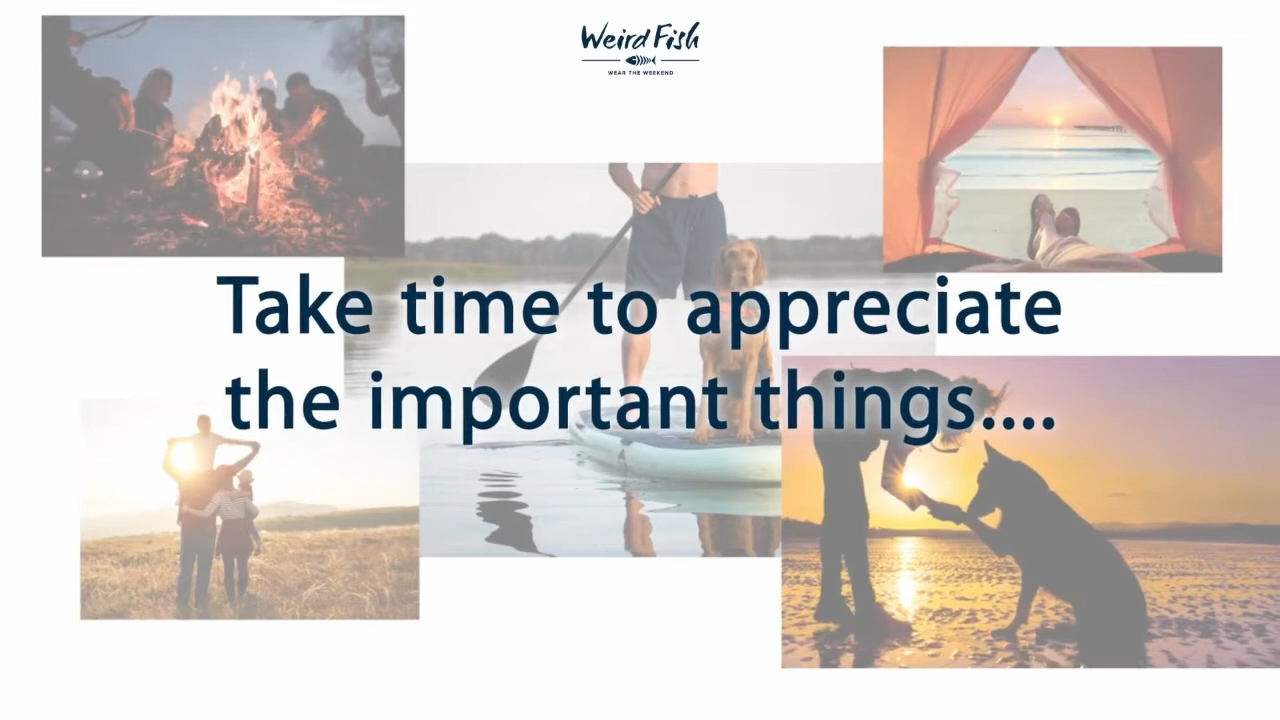 Weird Fish
WEAR THE WEEKEND
Take time to appreciate
the important things....